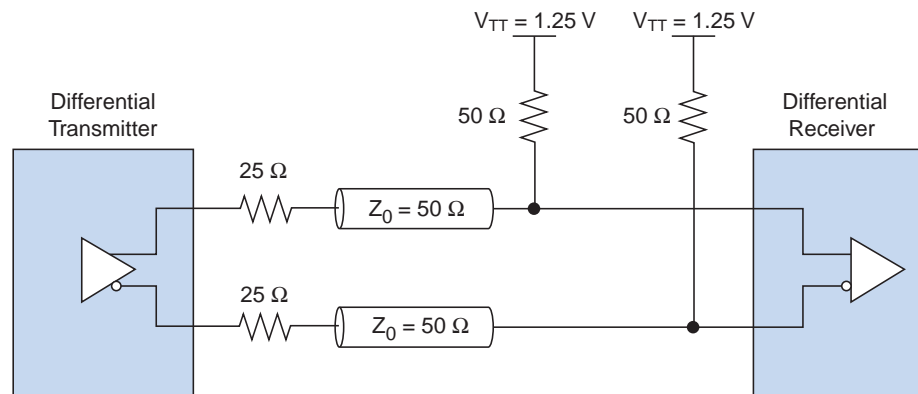 V_TT = 1.25 V
V_TT = 1.25 V
Differential
Transmitter
50 Ω
50 Ω
Differential
Receiver
25 Ω
Z_0 = 50 Ω
25 Ω
Z_0 = 50 Ω